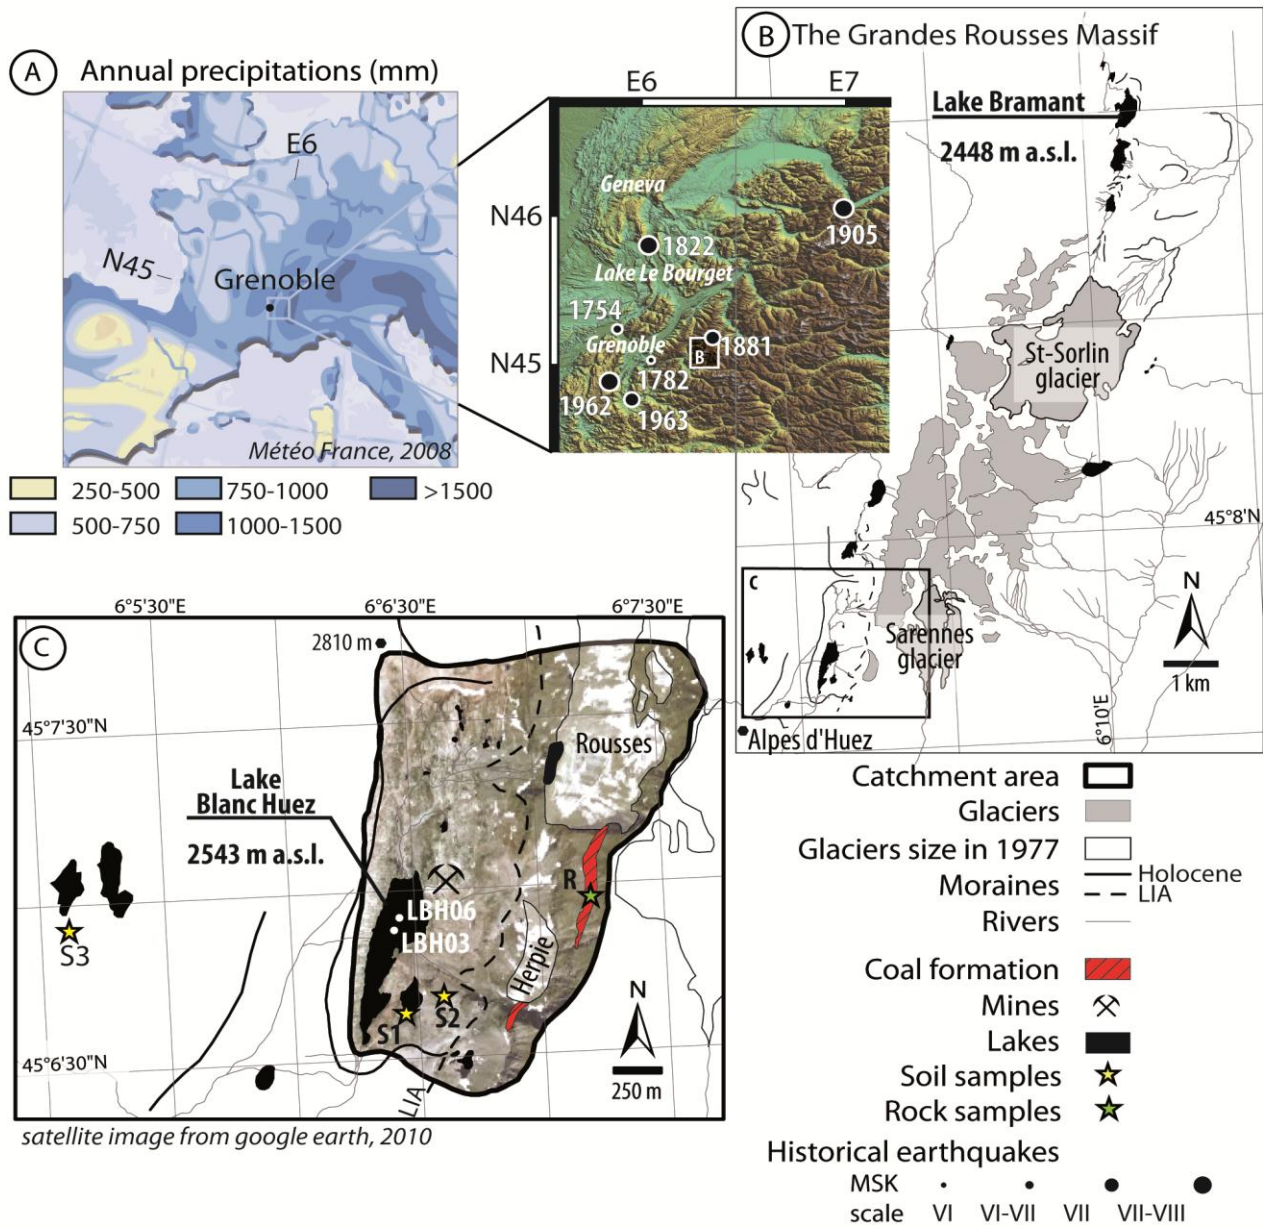 A
Annual precipitations (mm)
E6
N45
Grenoble
Météo France, 2008
250-500
750-1000
>1500
500-750
1000-1500
E6
E7
N46
N45
Geneva
1822
1905
Lake Le Bourget
1754
Grenoble
1881
B
1782
1962
1963
B
The Grandes Rousses Massif
Lake Bramant
2448 m a.s.l.
St-Sorlin
glacier
45°8'N
C
Sarennes
glacier
N
1 km
6°10'E
Alpes d'Huez
6°5'30"E
6°6'30"E
6°7'30"E
C
2810 m
45°7'30"N
Rousses
Lake
Blanc Huez
2543 m a.s.l.
R
LBH06
LBH03
S3
Herpie
S1
S2
N
45°6'30"N
250 m
LIA
satellite image from google earth, 2010
Catchment area
Glaciers
Glaciers size in 1977
Moraines
Holocene
LIA
Rivers
Coal formation
Mines
Lakes
Soil samples
Rock samples
Historical earthquakes
MSK
scale
VI
VI-VII
VII
VII-VIII